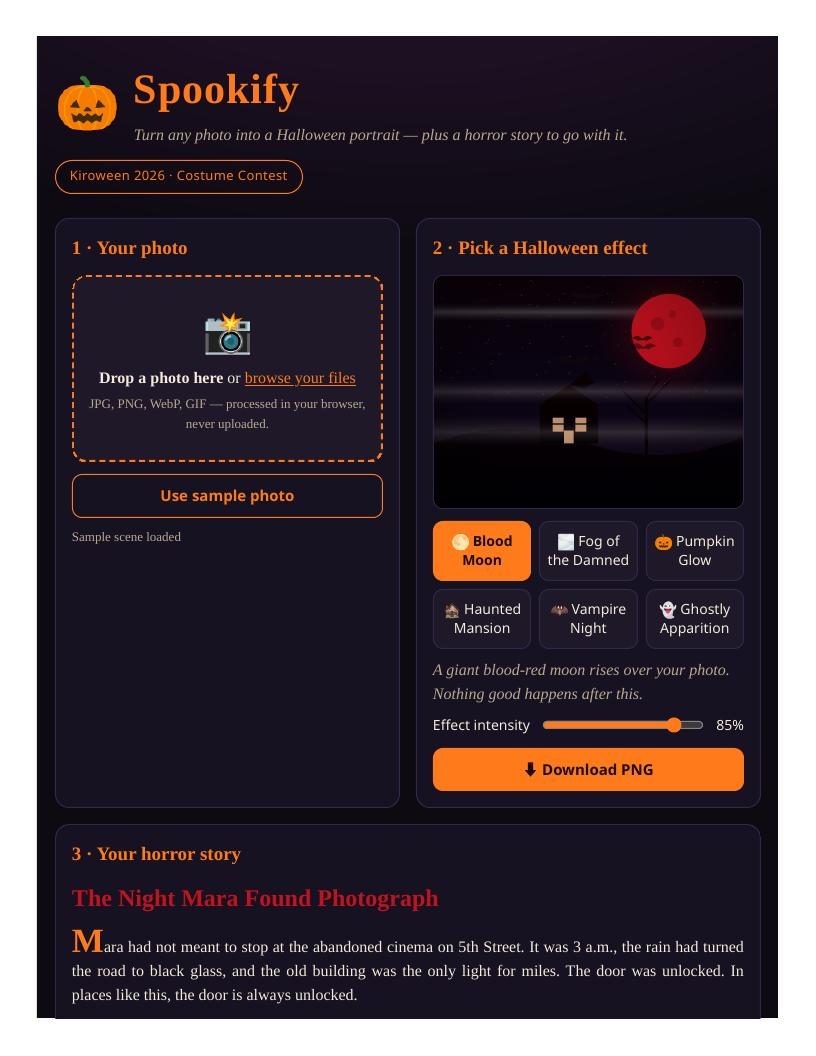 Spookify
Turn any photo into a Halloween portrait — plus a horror story to go with it.
Kiroween 2026 · Costume Contest
1 · Your photo
Drop a photo here or browse your files
JPG, PNG, WebP, GIF — processed in your browser,
never uploaded.
Use sample photo
Sample scene loaded
2 · Pick a Halloween effect
Blood
Moon
Fog of
the Damned
Pumpkin
Glow
Haunted
Mansion
Vampire
Night
Ghostly
Apparition
A giant blood-red moon rises over your photo.
Nothing good happens after this.
Effect intensity 85%
⬇ Download PNG
3 · Your horror story
The Night Mara Found Photograph
Mara had not meant to stop at the abandoned cinema on 5th Street. It was 3 a.m., the rain had turned
the road to black glass, and the old building was the only light for miles. The door was unlocked. In
places like this, the door is always unlocked.